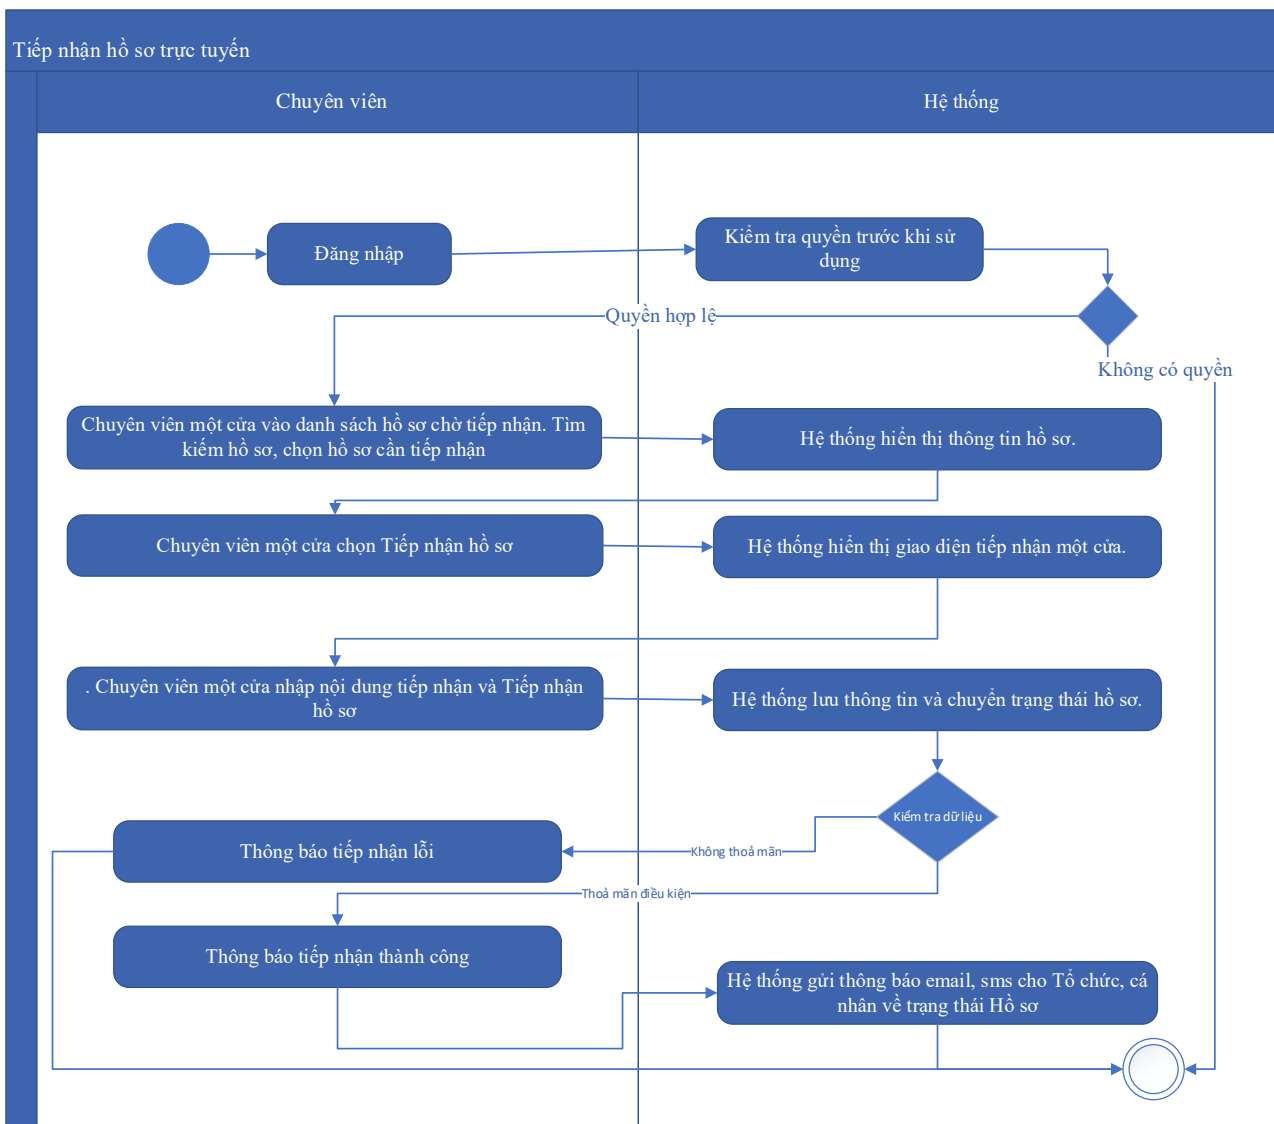 Tiếp nhận hồ sơ trực tuyến
Chuyên viên
Hệ thống
Đăng nhập
Kiểm tra quyền trước khi sử
dụng
Quyền hợp lệ
Không có quyền
Chuyên viên một cửa vào danh sách hồ sơ chờ tiếp nhận. Tìm
kiếm hồ sơ, chọn hồ sơ cần tiếp nhận
Hệ thống hiển thị thông tin hồ sơ.
Chuyên viên một cửa chọn Tiếp nhận hồ sơ
Hệ thống hiển thị giao diện tiếp nhận một cửa.
. Chuyên viên một cửa nhập nội dung tiếp nhận và Tiếp nhận
hồ sơ
Hệ thống lưu thông tin và chuyển trạng thái hồ sơ.
Kiểm tra dữ liệu
Thông báo tiếp nhận lỗi
Không thoả mãn
Thoả mãn điều kiện
Thông báo tiếp nhận thành công
Hệ thống gửi thông báo email, sms cho Tổ chức, cá
nhân về trạng thái Hồ sơ